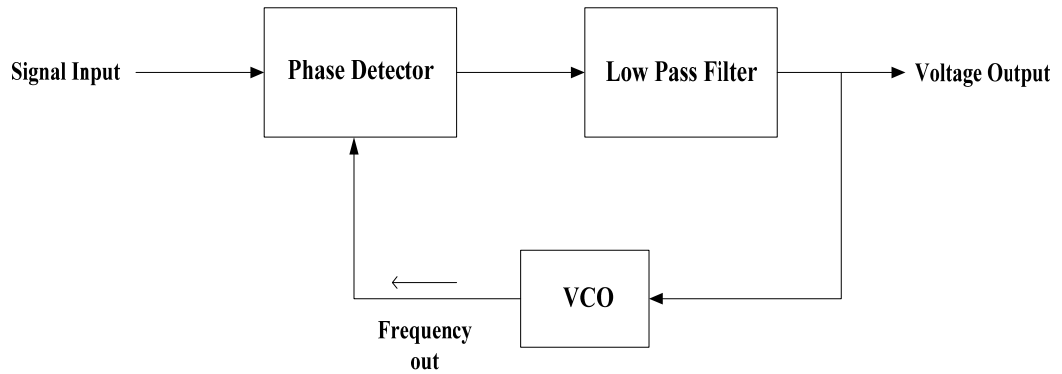 Signal Input
Phase Detector
Low Pass Filter
Voltage Output
VCO
Frequency
out